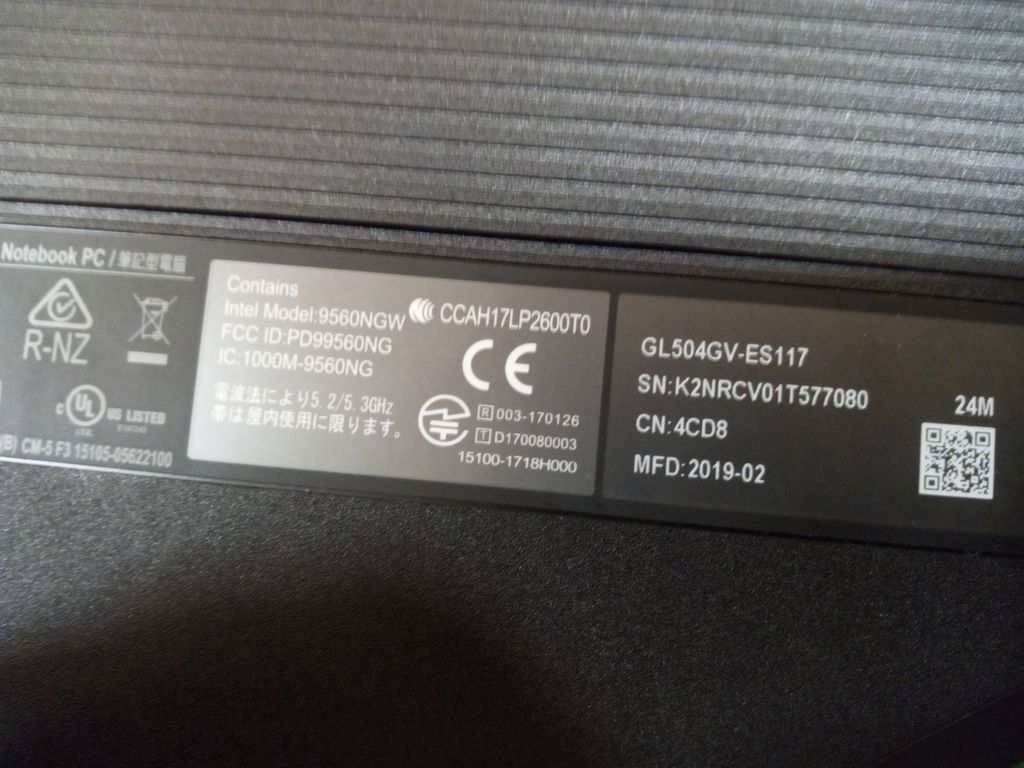 Notebook PC / 筆記型電腦
R-NZ
C UL US LISTED
(B) CM-5 F3 15105-05622100
Contains
Intel Model:9560NGW
FCC ID:PD99560NG
IC:1000M-9560NG
CCAH17LP2600T0
CE
電波法により5.2/5.3GHz
帯は屋内使用に限ります。
R 003-170126
T D170080003
15100-1718H000
GL504GV-ES117
SN:K2NRCV01T577080
CN:4CD8
MFD:2019-02
24M